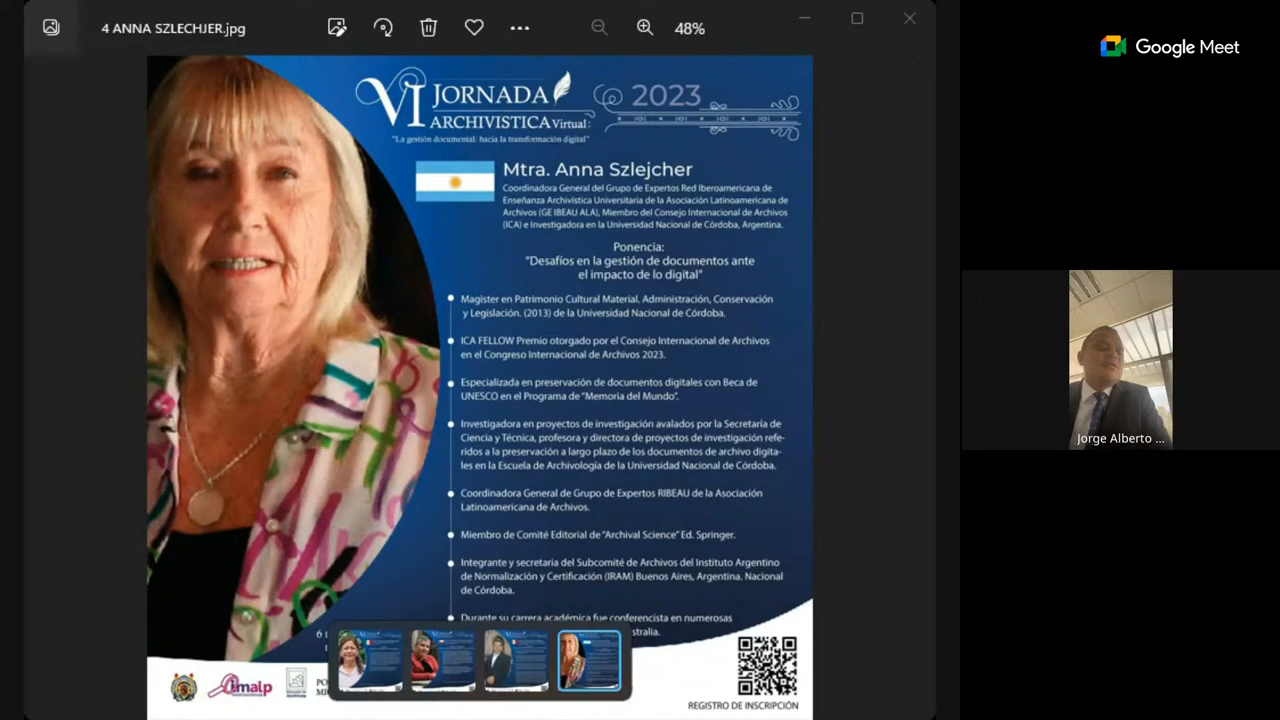 4 ANNA SZLECHJER.jpg
48%
Google Meet
VI JORNADA
ARCHIVISTICA Virtual:
2023
"La gestión documental: hacia la transformación digital"
Mtra. Anna Szlejcher
Coordinadora General del Grupo de Expertos Red Iberoamericana de
Enseñanza Archivística Universitaria de la Asociación Latinoamericana de
Archivos (GE IBEAU ALA), Miembro del Consejo Internacional de Archivos
(ICA) e Investigadora en la Universidad Nacional de Córdoba, Argentina.
Ponencia:
"Desafíos en la gestión de documentos ante
el impacto de lo digital"
Magister en Patrimonio Cultural Material, Administración, Conservación
y Legislación. (2013) de la Universidad Nacional de Córdoba.
ICA FELLOW Premio otorgado por el Consejo Internacional de Archivos
en el Congreso Internacional de Archivos 2023.
Especializada en preservación de documentos digitales con Beca de
UNESCO en el Programa de "Memoria del Mundo".
Investigadora en proyectos de investigación avalados por la Secretaría de
Ciencia y Técnica, profesora y directora de proyectos de investigación refe-
ridos a la preservación a largo plazo de los documentos de archivo digita-
les en la Escuela de Archivología de la Universidad Nacional de Córdoba.
Coordinadora General de Grupo de Expertos RIBEAU de la Asociación
Latinoamericana de Archivos.
Miembro de Comité Editorial de "Archival Science" Ed. Springer.
Integrante y secretaria del Subcomité de Archivos del Instituto Argentino
de Normalización y Certificación (IRAM) Buenos Aires, Argentina. Nacional
de Córdoba.
Durante su carrera académica fue conferencista en numerosas
stralia.
6
imalp
PO
MI
REGISTRO DE INSCRIPCIÓN
Jorge Alberto ...